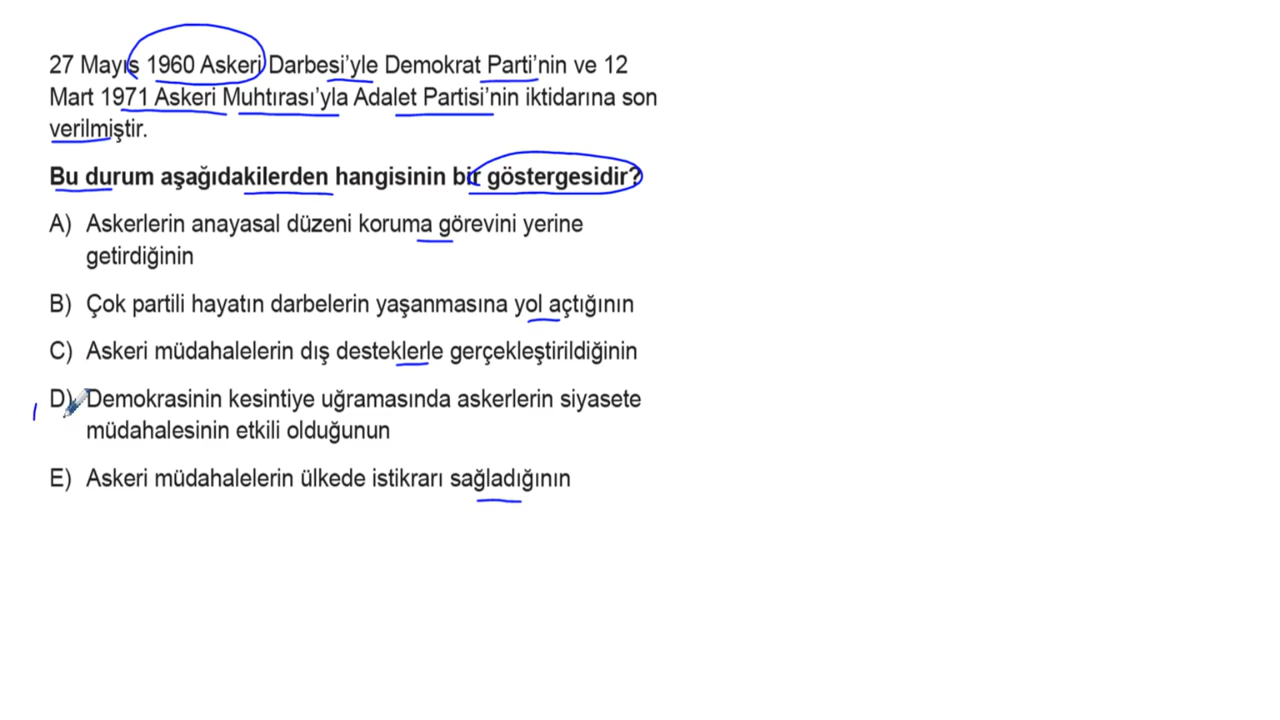 27 Mayıs 1960 Askeri Darbesi'yle Demokrat Parti'nin ve 12
Mart 1971 Askeri Muhtırası'yla Adalet Partisi'nin iktidarına son
verilmiştir.
Bu durum aşağıdakilerden hangisinin bir göstergesidir?
A) Askerlerin anayasal düzeni koruma görevini yerine
getirdiğinin
B) Çok partili hayatın darbelerin yaşanmasına yol açtığının
C) Askeri müdahalelerin dış desteklerle gerçekleştirildiğinin
D) Demokrasinin kesintiye uğramasında askerlerin siyasete
müdahalesinin etkili olduğunun
E) Askeri müdahalelerin ülkede istikrarı sağladığının